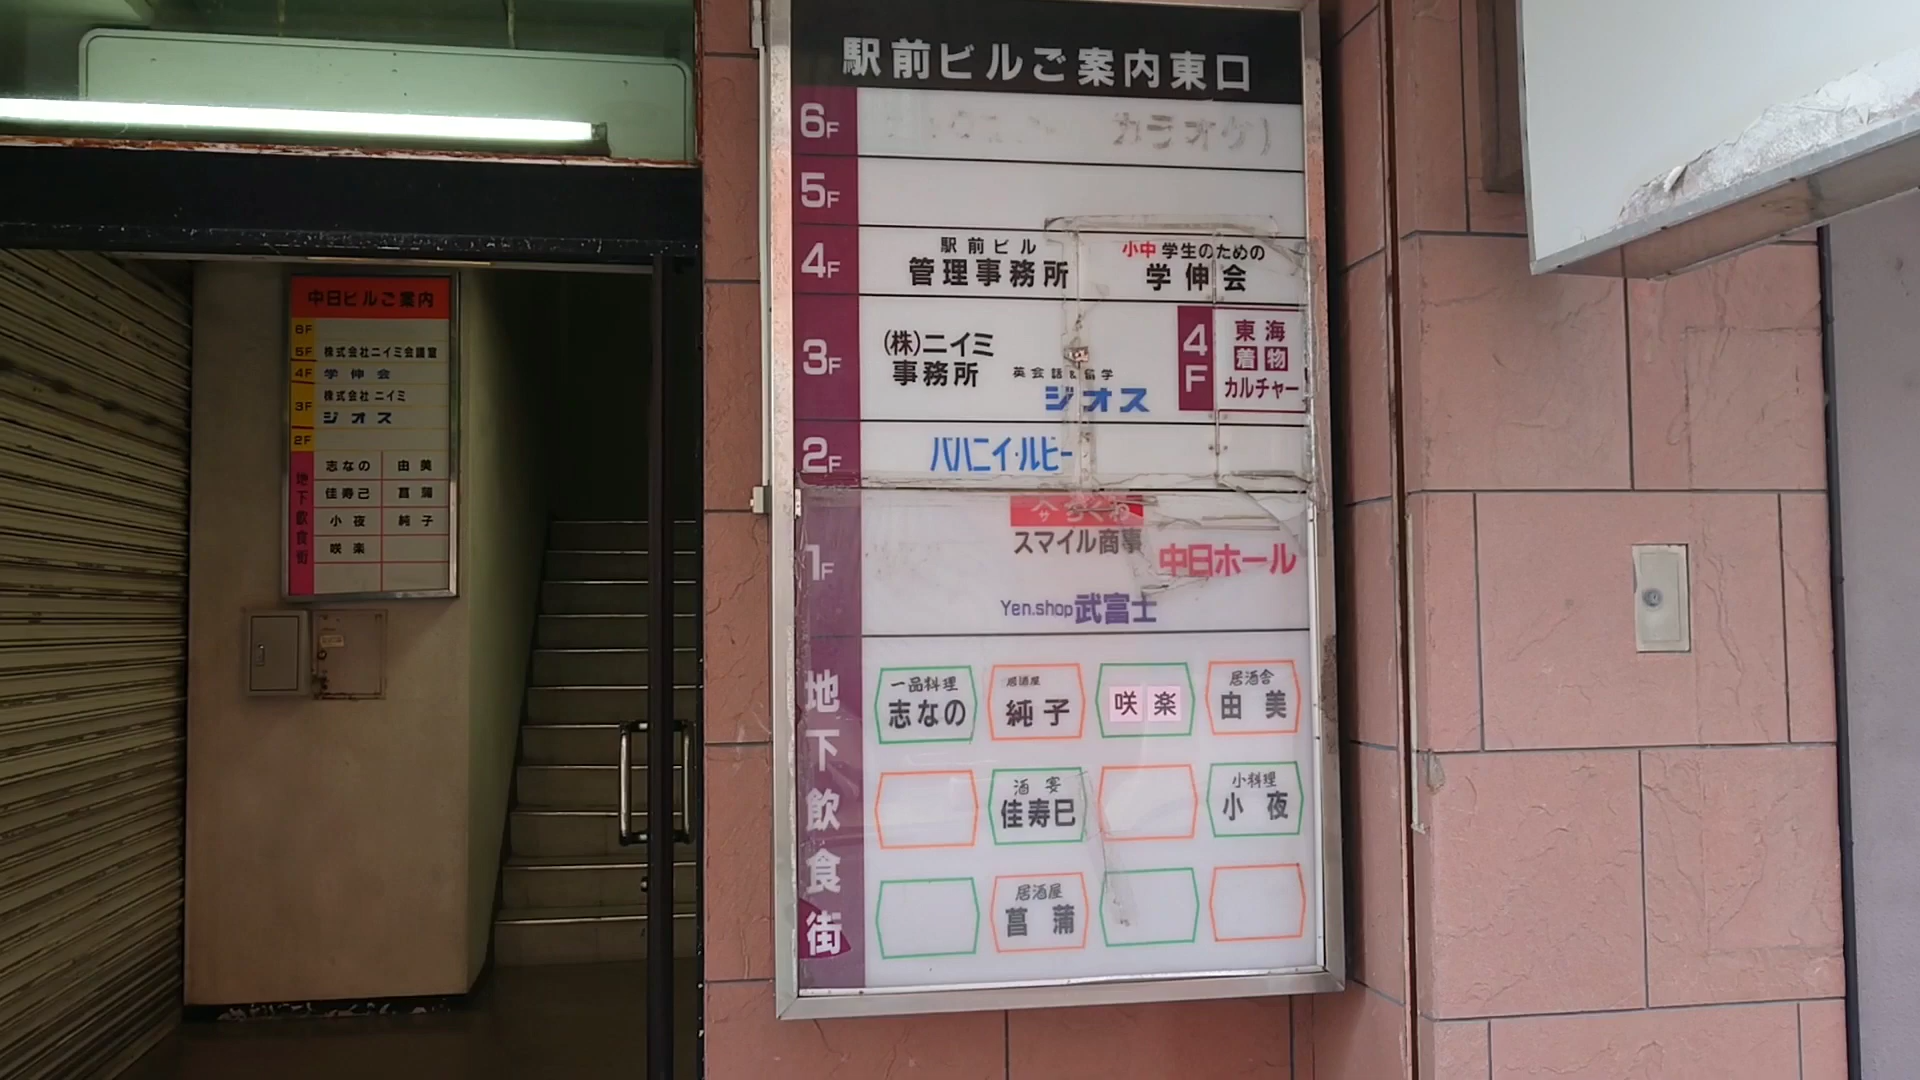 駅前ビルご案内東口
6F
カラオケ)
5F
4F
駅前ビル
管理事務所
小中学生のための
学伸会
3F
(株)ニイミ
事務所
英会話&留学
ジオス
4F
東海
着物
カルチャー
2F
ハハニイ・ルビー
1F
ちくわ
スマイル商事
中日ホール
Yen.shop武富士
地下飲食街
一品料理
志なの
居酒屋
純子
咲楽
居酒舎
由美
酒宴
佳寿巳
小料理
小夜
居酒屋
菖蒲
中日ビルご案内
6F
5F 株式会社ニイミ会議室
4F 学伸会
3F 株式会社ニイミ
ジオス
2F
地下飲食街
志なの 由美
佳寿己 菖蒲
小夜 純子
咲楽